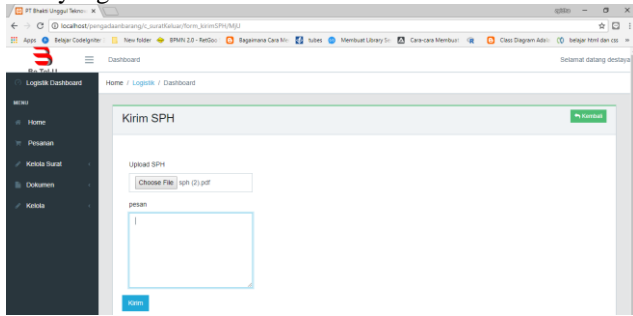 PT Bhakti Unggul Teknov
localhost/pengadaanbarang/c_suratKeluar/form_kirimSPH/MJU
Apps Belajar CodeIgniter New folder BPMN 2.0 - RetGoo Bagaimana Cara Me tubes Membuat Library Se Cara-cara Membuat Class Diagram Adala belajar html dan css »
Dashboard Selamat datang destaya
Logistik Dashboard Home / Logistik / Dashboard
MENU
Home
Kirim SPH Kembali
Pesanan
Kelola Surat
Upload SPH
Dokumen
Choose File sph (2).pdf
Kelola
pesan
Kirim